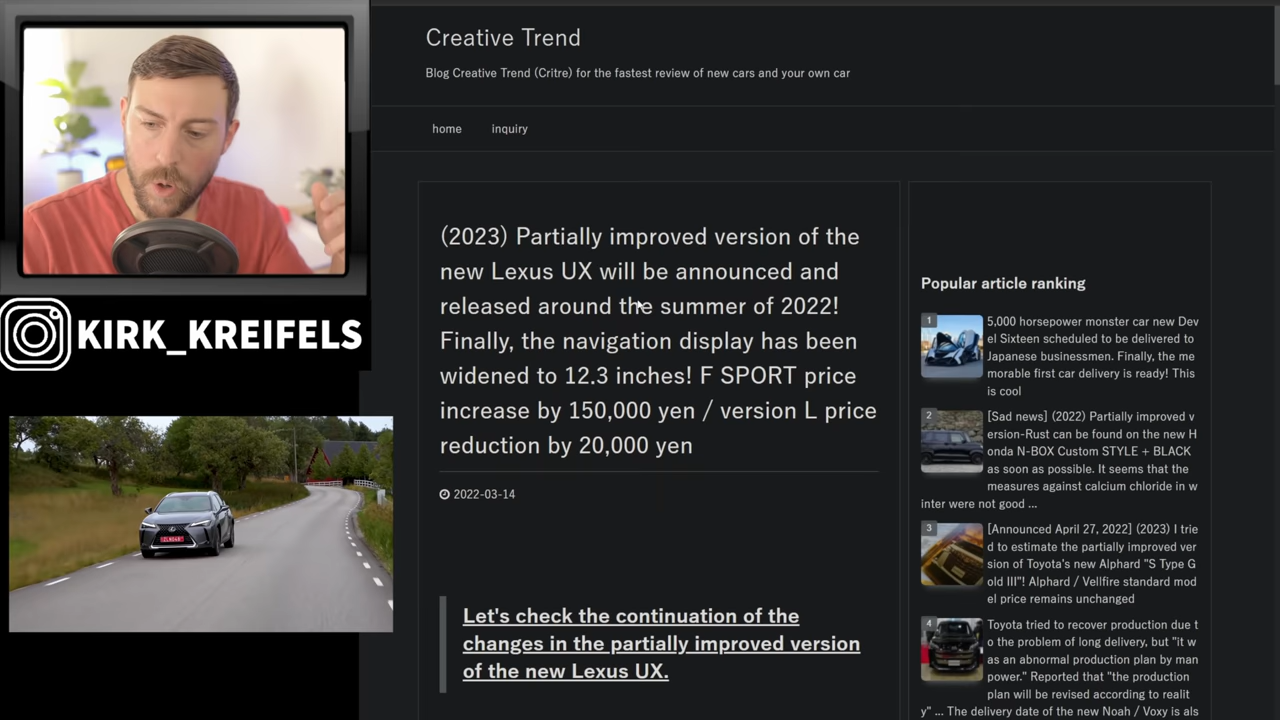 Creative Trend
Blog Creative Trend (Critre) for the fastest review of new cars and your own car
home
inquiry
(2023) Partially improved version of the
new Lexus UX will be announced and
released around the summer of 2022!
Finally, the navigation display has been
widened to 12.3 inches! F SPORT price
increase by 150,000 yen / version L price
reduction by 20,000 yen
2022-03-14
Let's check the continuation of the
changes in the partially improved version
of the new Lexus UX.
Popular article ranking
1
5,000 horsepower monster car new Dev
el Sixteen scheduled to be delivered to
Japanese businessmen. Finally, the me
morable first car delivery is ready! This
is cool
2
[Sad news] (2022) Partially improved v
ersion-Rust can be found on the new H
onda N-BOX Custom STYLE + BLACK
as soon as possible. It seems that the
measures against calcium chloride in w
inter were not good ...
3
[Announced April 27, 2022] (2023) I trie
d to estimate the partially improved ver
sion of Toyota's new Alphard "S Type G
old III"! Alphard / Vellfire standard mod
el price remains unchanged
4
Toyota tried to recover production due t
o the problem of long delivery, but "it w
as an abnormal production plan by man
power." Reported that "the production
plan will be revised according to realit
y" ... The delivery date of the new Noah / Voxy is als
KIRK_KREIFELS